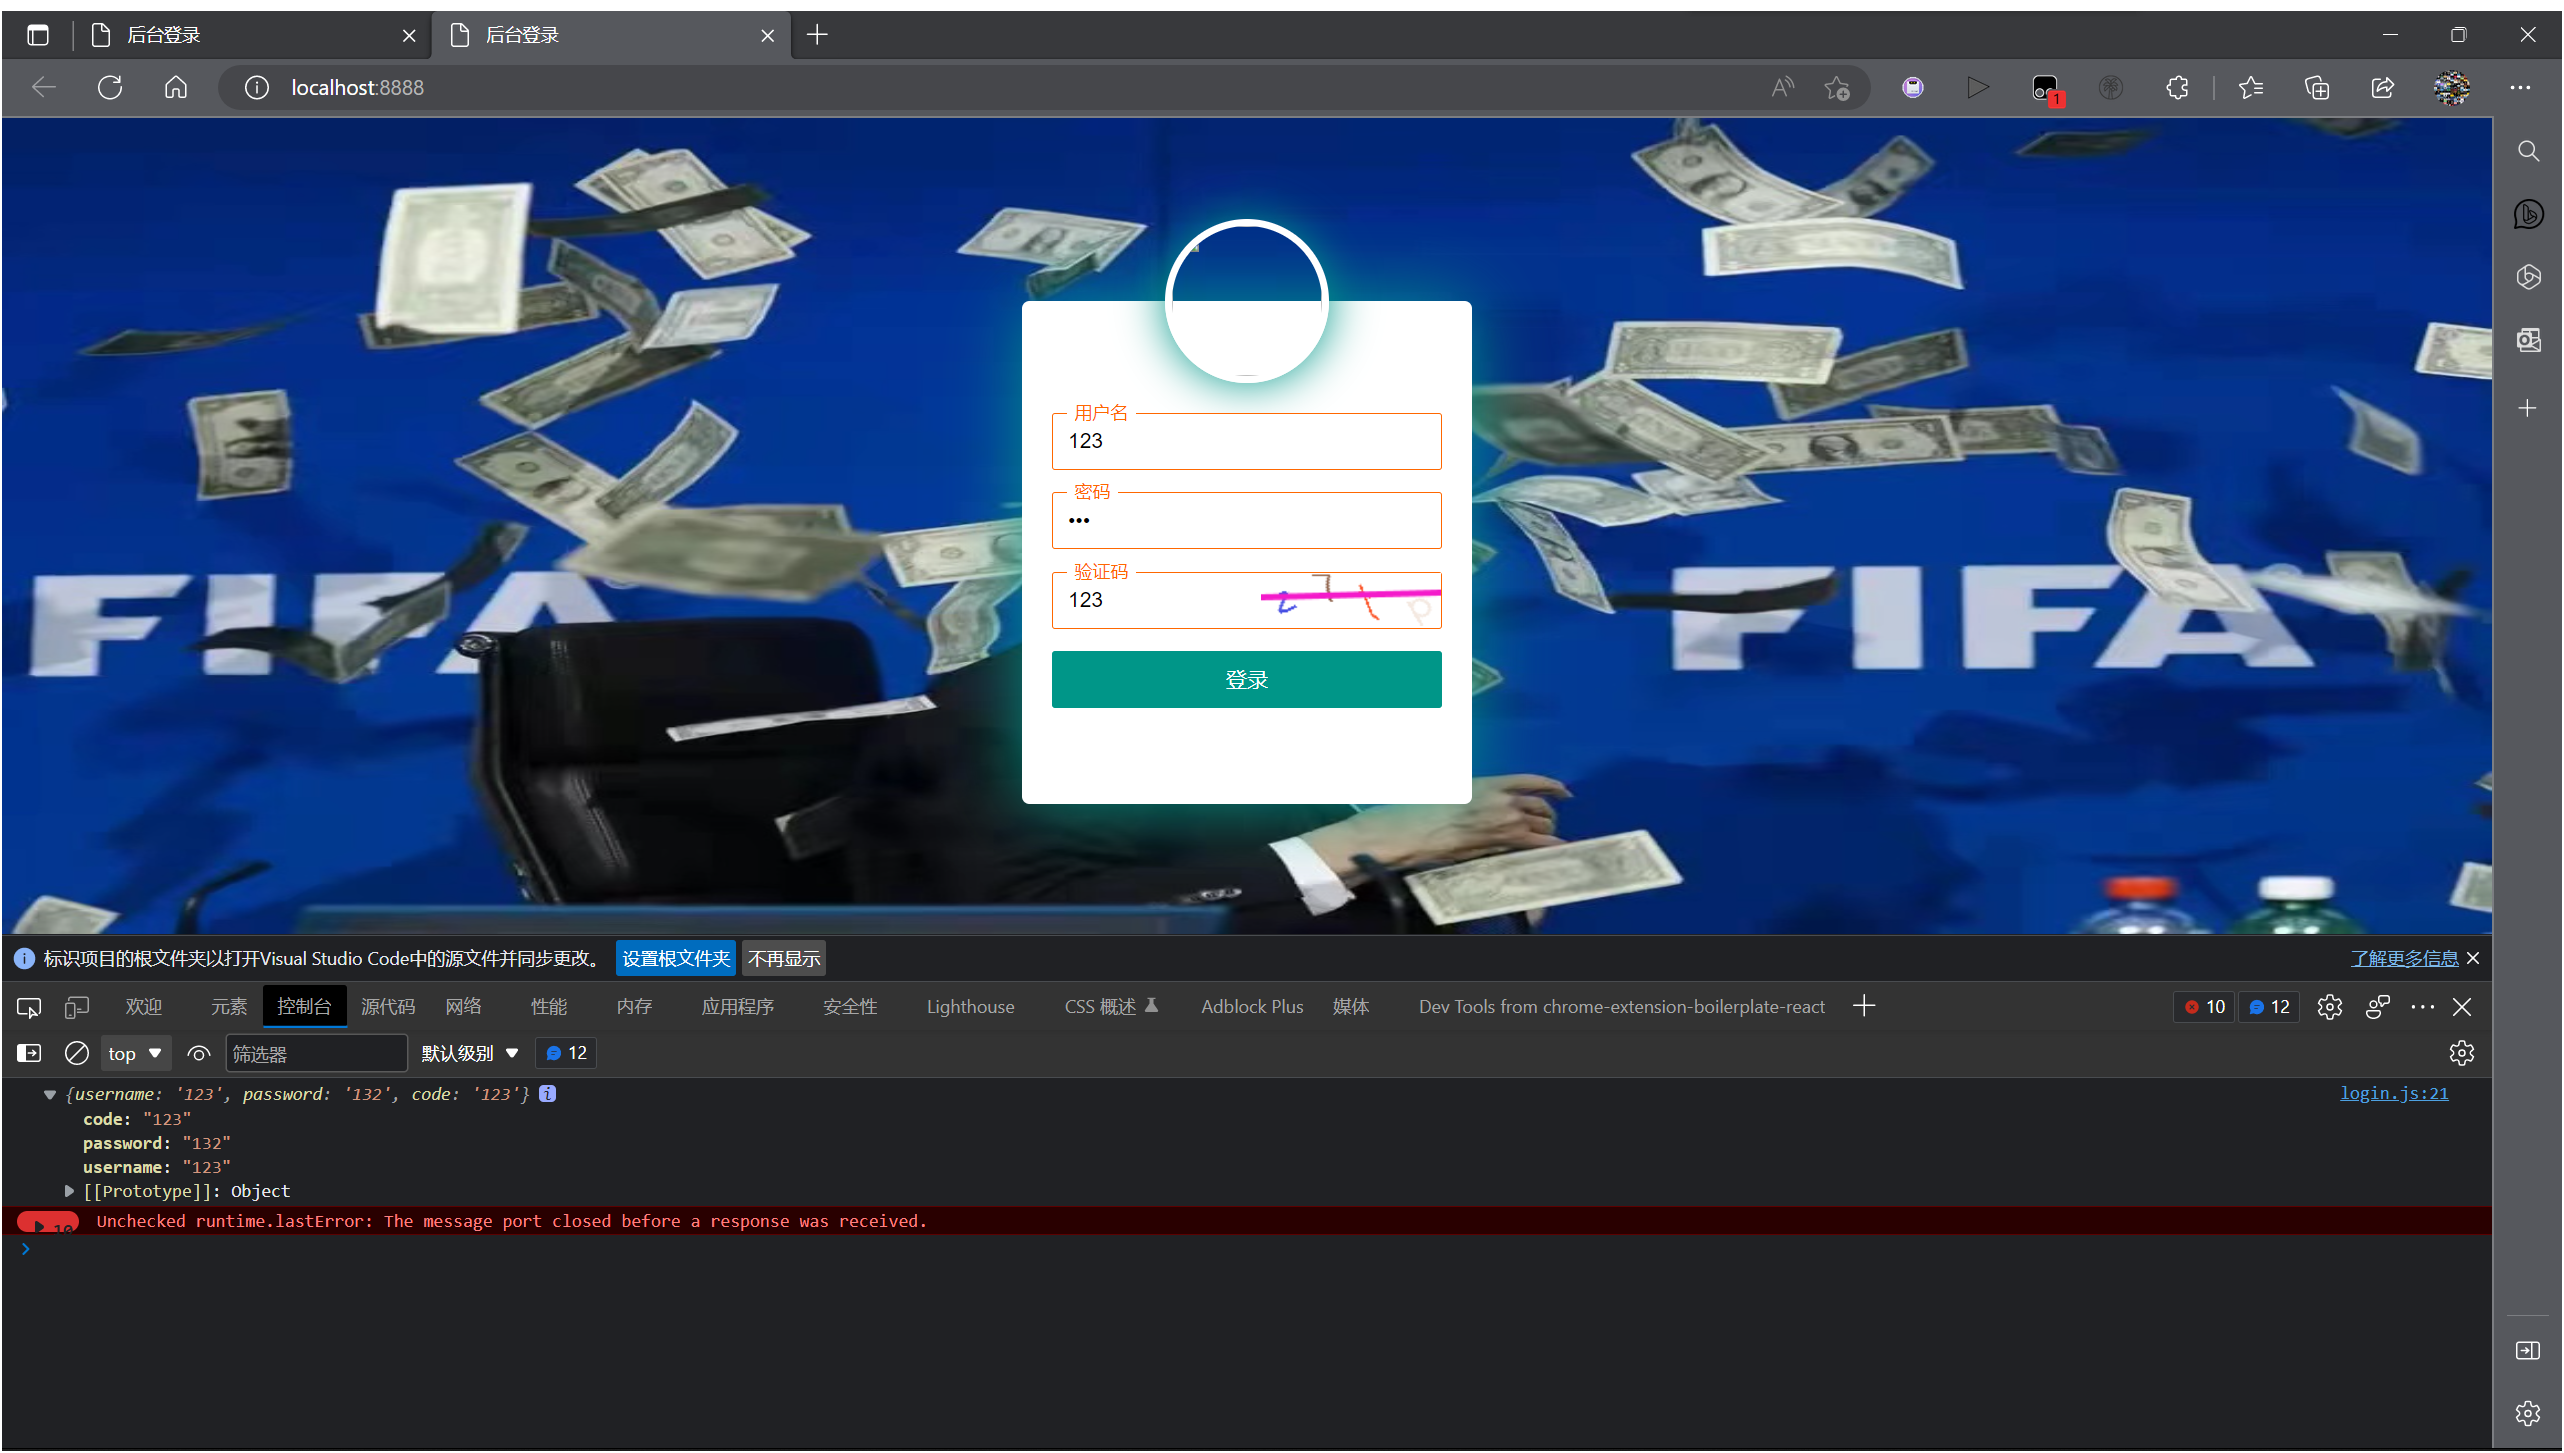 后台登录
后台登录
localhost:8888
1
FIFA
FIFA
用户名
123
密码
•••
验证码
123
登录
标识项目的根文件夹以打开Visual Studio Code中的源文件并同步更改。 设置根文件夹 不再显示 了解更多信息
欢迎 元素 控制台 源代码 网络 性能 内存 应用程序 安全性 Lighthouse CSS 概述 Adblock Plus 媒体 Dev Tools from chrome-extension-boilerplate-react 10 12
top 筛选器 默认级别 12
{username: '123', password: '132', code: '123'} login.js:21
code: "123"
password: "132"
username: "123"
[[Prototype]]: Object
10 Unchecked runtime.lastError: The message port closed before a response was received.